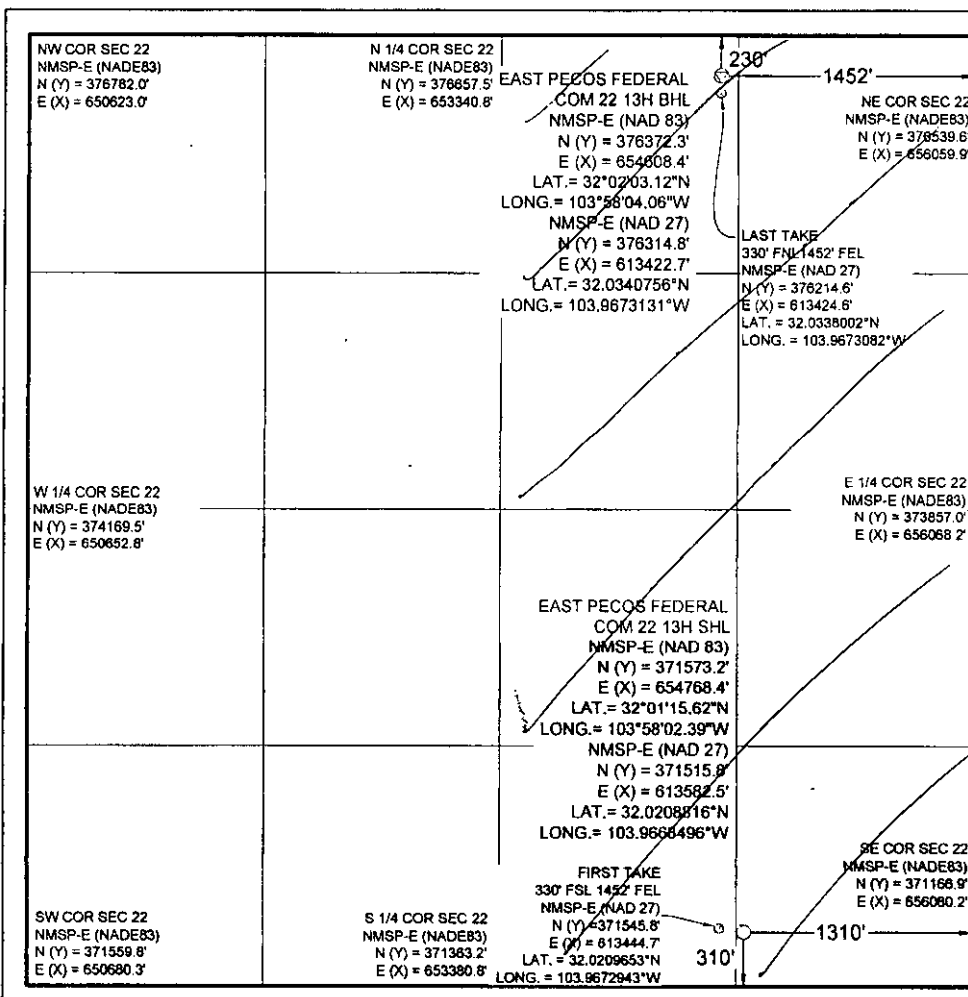 NW COR SEC 22
NMSP-E (NADE83)
N (Y) = 376782.0'
E (X) = 650623.0'
N 1/4 COR SEC 22
NMSP-E (NADE83)
N (Y) = 376657.5'
E (X) = 653340.8'
EAST PECOS FEDERAL
COM 22 13H BHL
NMSP-E (NAD 83)
N (Y) = 376372.3'
E (X) = 654608.4'
LAT.= 32°02'03.12"N
LONG.= 103°58'04.06"W
NMSP-E (NAD 27)
N (Y) = 376314.8'
E (X) = 613422.7'
LAT.= 32.0340756°N
LONG.= 103.9673131°W
230'
1452'
NE COR SEC 22
NMSP-E (NADE83)
N (Y) = 376539.6'
E (X) = 656059.9'
LAST TAKE
330' FNL 1452' FEL
NMSP-E (NAD 27)
N (Y) = 376214.6'
E (X) = 613424.6'
LAT. = 32.0338002°N
LONG. = 103.9673082°W
W 1/4 COR SEC 22
NMSP-E (NADE83)
N (Y) = 374169.5'
E (X) = 650652.8'
E 1/4 COR SEC 22
NMSP-E (NADE83)
N (Y) = 373857.0'
E (X) = 656068.2'
EAST PECOS FEDERAL
COM 22 13H SHL
NMSP-E (NAD 83)
N (Y) = 371573.2'
E (X) = 654768.4'
LAT.= 32°01'15.62"N
LONG.= 103°58'02.39"W
NMSP-E (NAD 27)
N (Y) = 371515.8'
E (X) = 613582.5'
LAT.= 32.0208816°N
LONG.= 103.9668496°W
SW COR SEC 22
NMSP-E (NADE83)
N (Y) = 371559.8'
E (X) = 650680.3'
S 1/4 COR SEC 22
NMSP-E (NADE83)
N (Y) = 371363.2'
E (X) = 653380.8'
FIRST TAKE
330' FSL 1452' FEL
NMSP-E (NAD 27)
N (Y) = 371545.8'
E (X) = 613444.7'
LAT. = 32.0209653°N
LONG. = 103.9672943°W
310'
1310'
SE COR SEC 22
NMSP-E (NADE83)
N (Y) = 371166.9'
E (X) = 656080.2'